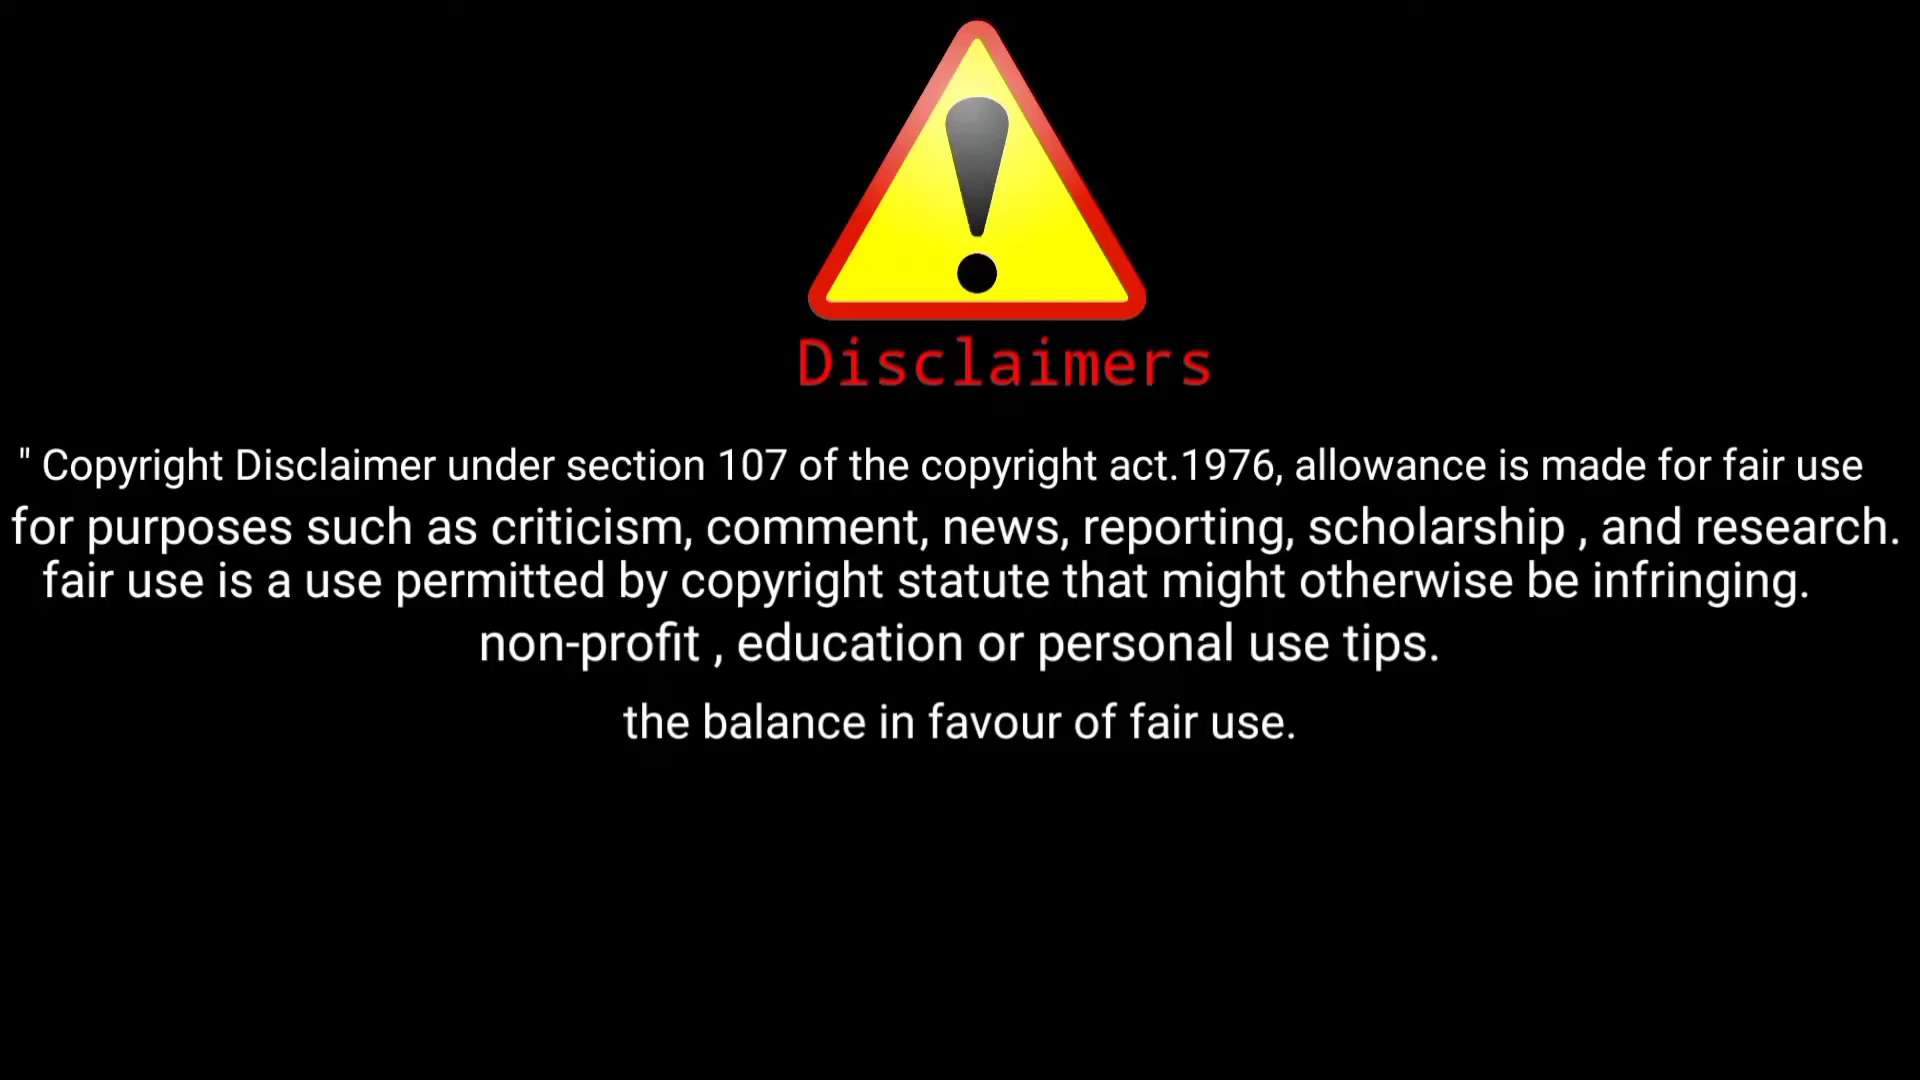 Disclaimers
" Copyright Disclaimer under section 107 of the copyright act.1976, allowance is made for fair use
for purposes such as criticism, comment, news, reporting, scholarship , and research.
fair use is a use permitted by copyright statute that might otherwise be infringing.
non-profit , education or personal use tips.
the balance in favour of fair use.